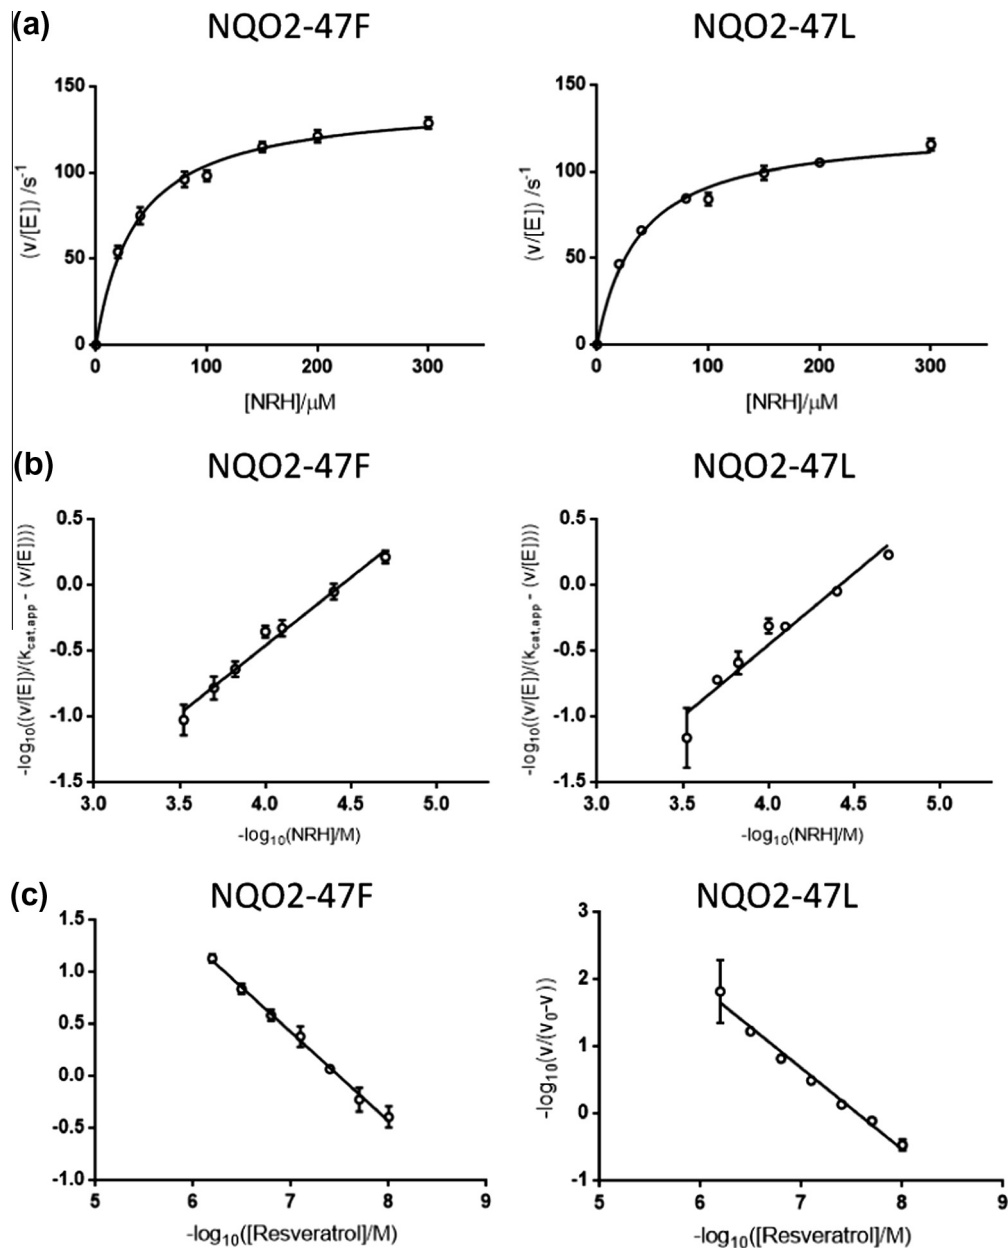 (a)
NQO2-47F
NQO2-47L
150
100
50
0
(v/[E]) /s-1
0 100 200 300
[NRH]/μM
150
100
50
0
(v/[E]) /s-1
0 100 200 300
[NRH]/μM
(b)
NQO2-47F
NQO2-47L
0.5
0.0
-0.5
-1.0
-1.5
-log10((v/[E])/(kcat,app - (v/[E])))
3.0 3.5 4.0 4.5 5.0
-log10(NRH]/M)
0.5
0.0
-0.5
-1.0
-1.5
-log10((v/[E])/(kcat,app - (v/[E])))
3.0 3.5 4.0 4.5 5.0
-log10(NRH]/M)
(c)
NQO2-47F
NQO2-47L
1.5
1.0
0.5
0.0
-0.5
-1.0
5 6 7 8 9
-log10([Resveratrol]/M)
3
2
1
0
-1
-log10(v/(v0-v))
5 6 7 8 9
-log10([Resveratrol]/M)